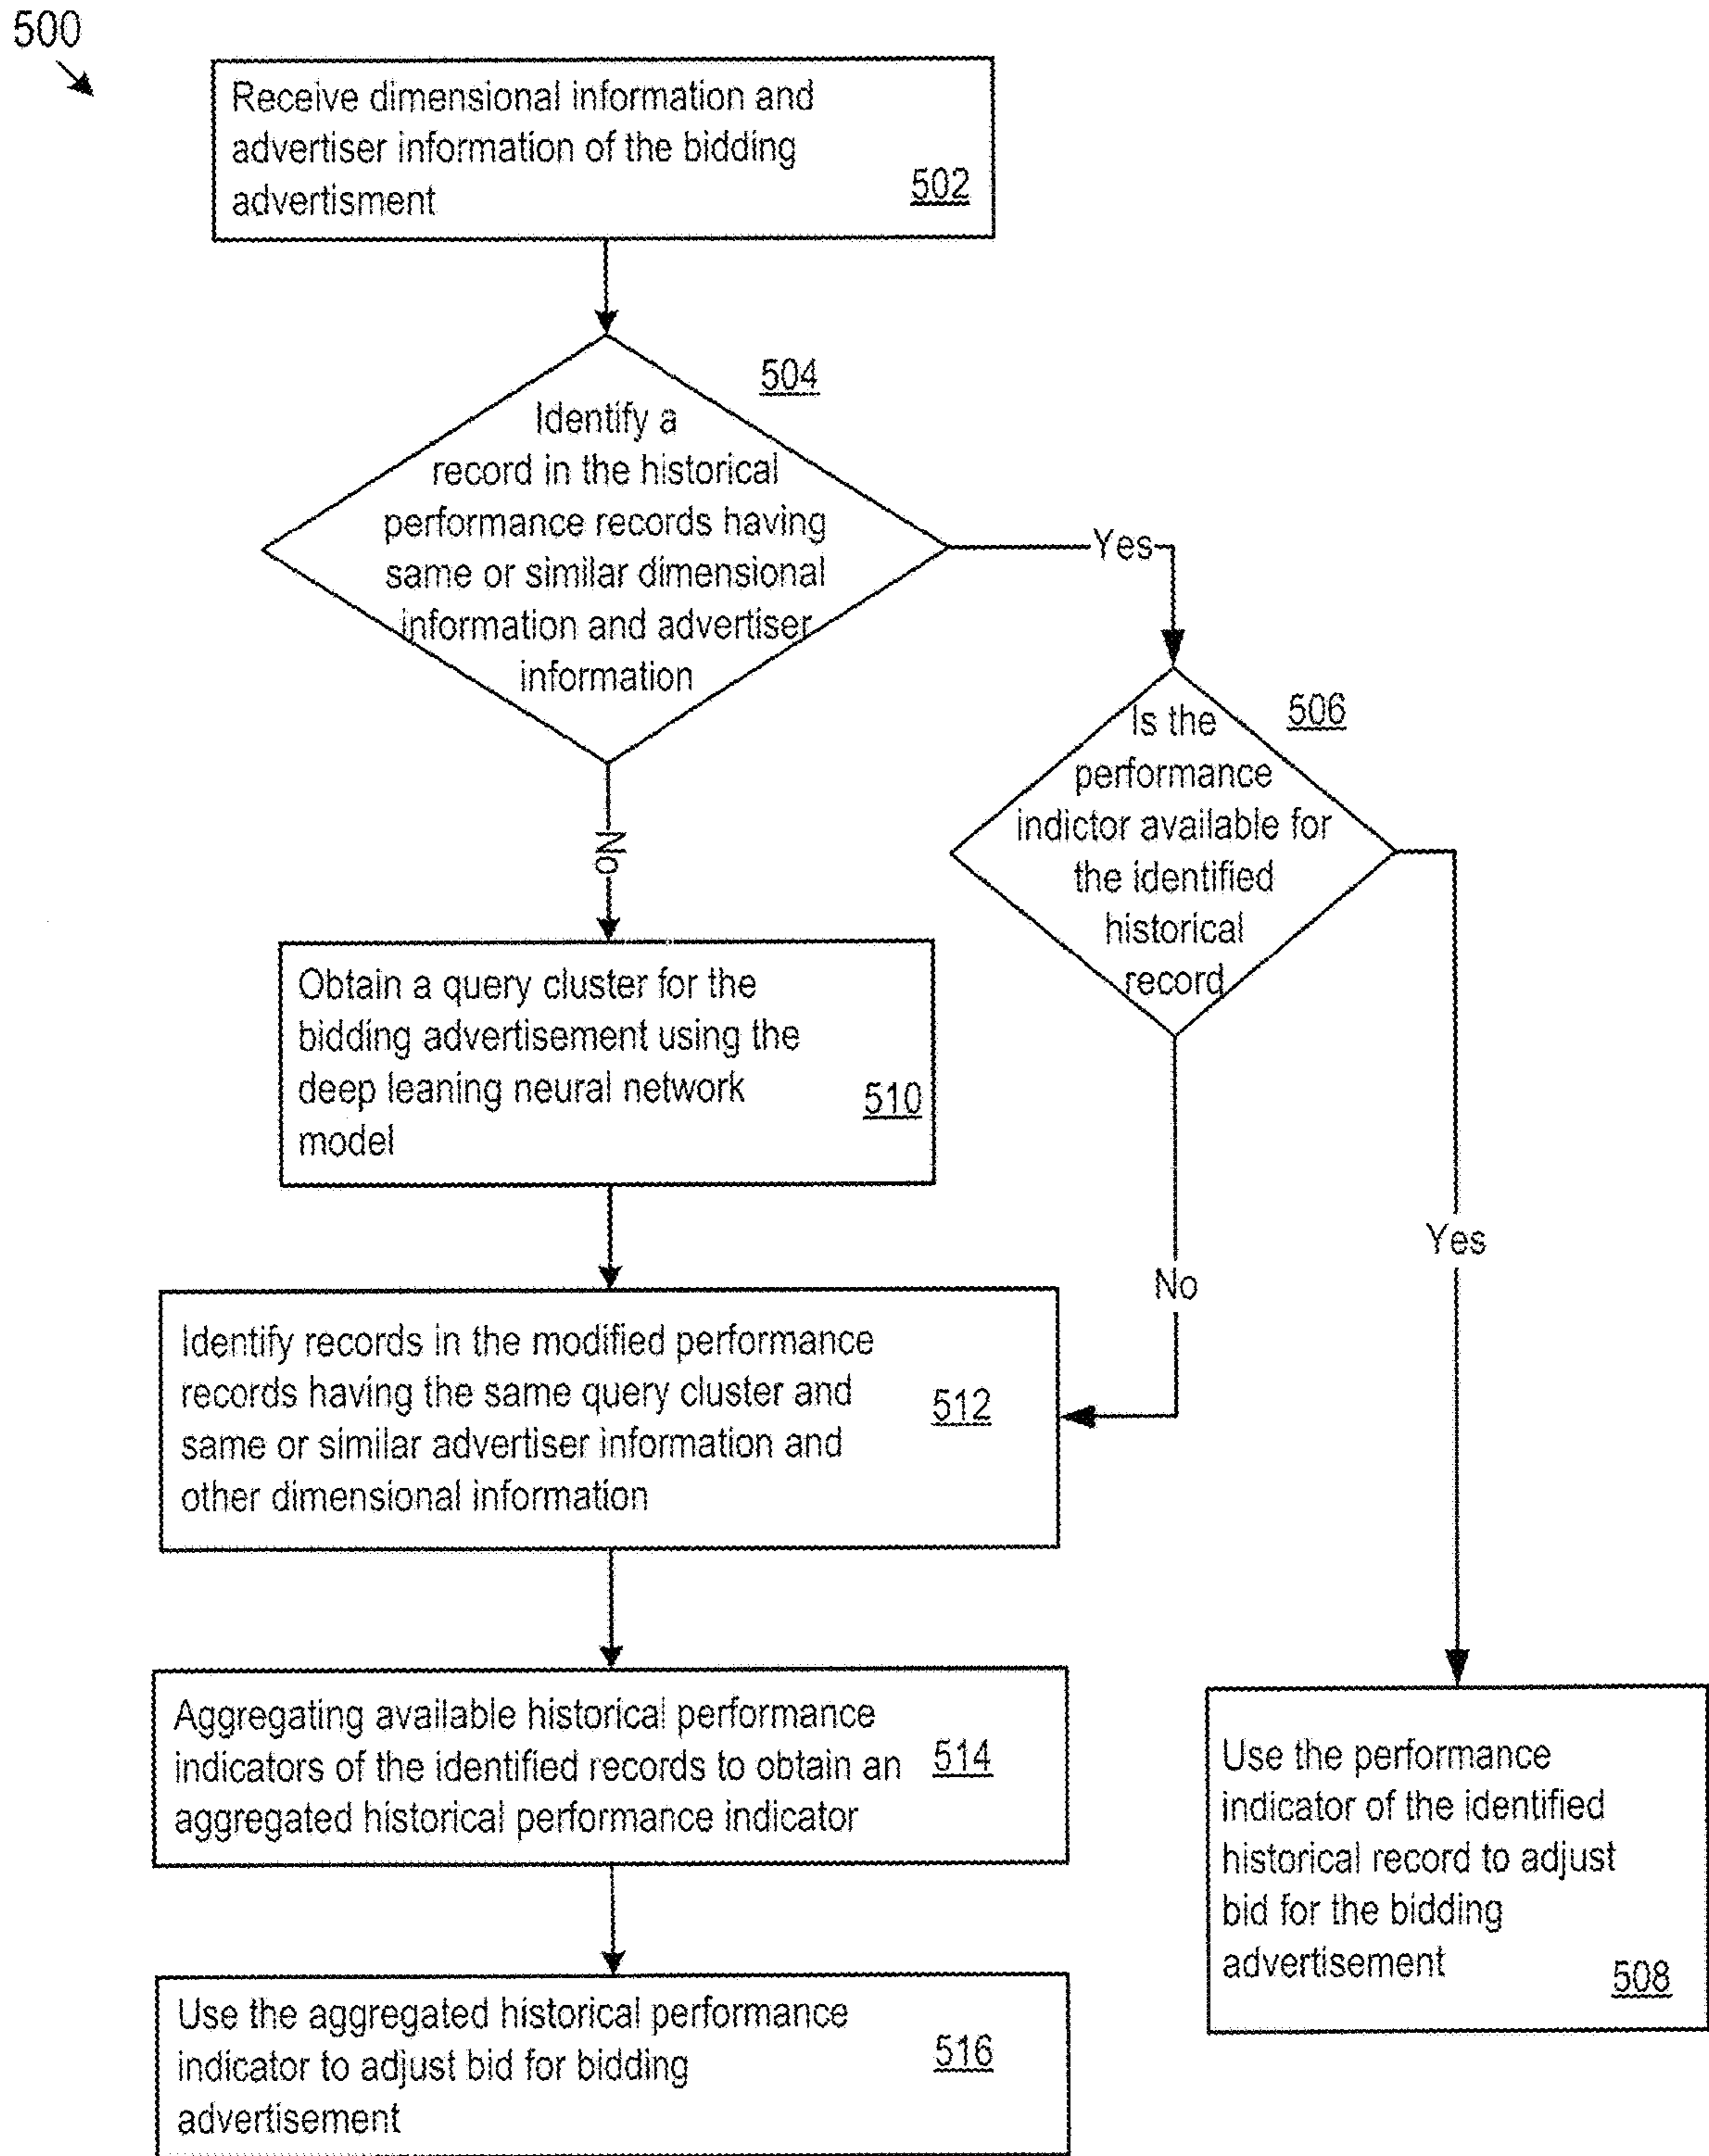 500
Receive dimensional information and
advertiser information of the bidding
advertisment
502
504
Identify a
record in the historical
performance records having
same or similar dimensional
information and advertiser
information
Yes
506
Is the
performance
indictor available for
the identified
historical
record
No
Obtain a query cluster for the
bidding advertisement using the
deep leaning neural network
model
510
Yes
No
Identify records in the modified performance
records having the same query cluster and
same or similar advertiser information and
other dimensional information
512
Aggregating available historical performance
indicators of the identified records to obtain an
aggregated historical performance indicator
514
Use the performance
indicator of the identified
historical record to adjust
bid for the bidding
advertisement
508
Use the aggregated historical performance
indicator to adjust bid for bidding
advertisement
516